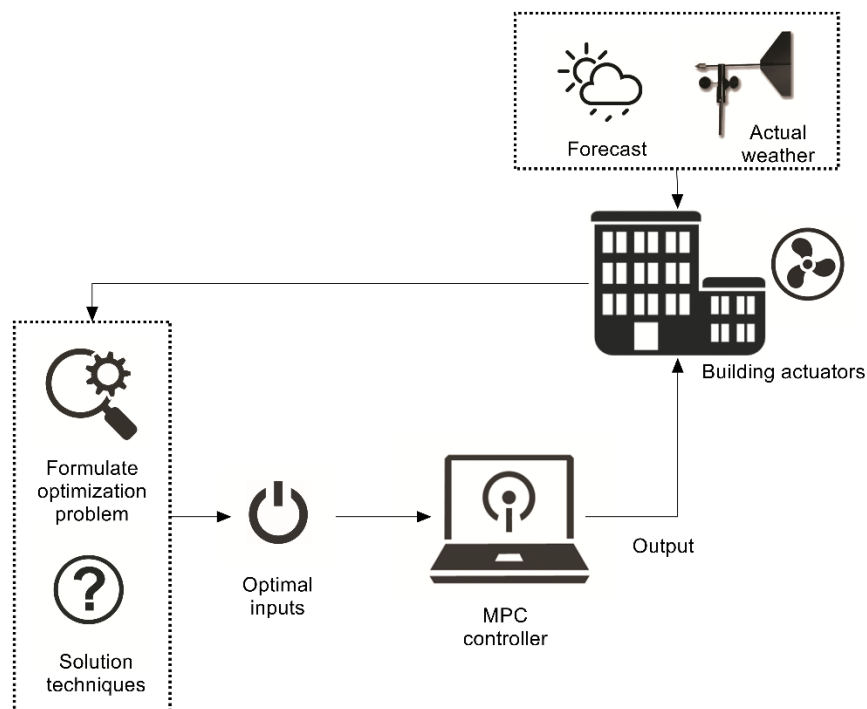 Forecast
Actual
weather
Building actuators
Formulate
optimization
problem
Solution
techniques
Optimal
inputs
MPC
controller
Output